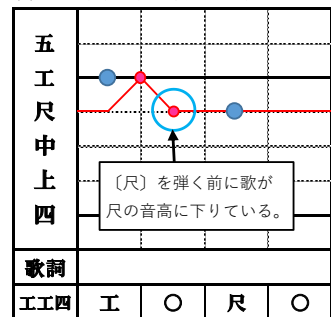 五
工
尺
中
上
四
〔尺〕を弾く前に歌が
尺の音高に下りている。
歌詞
工工四 工 〇 尺 〇